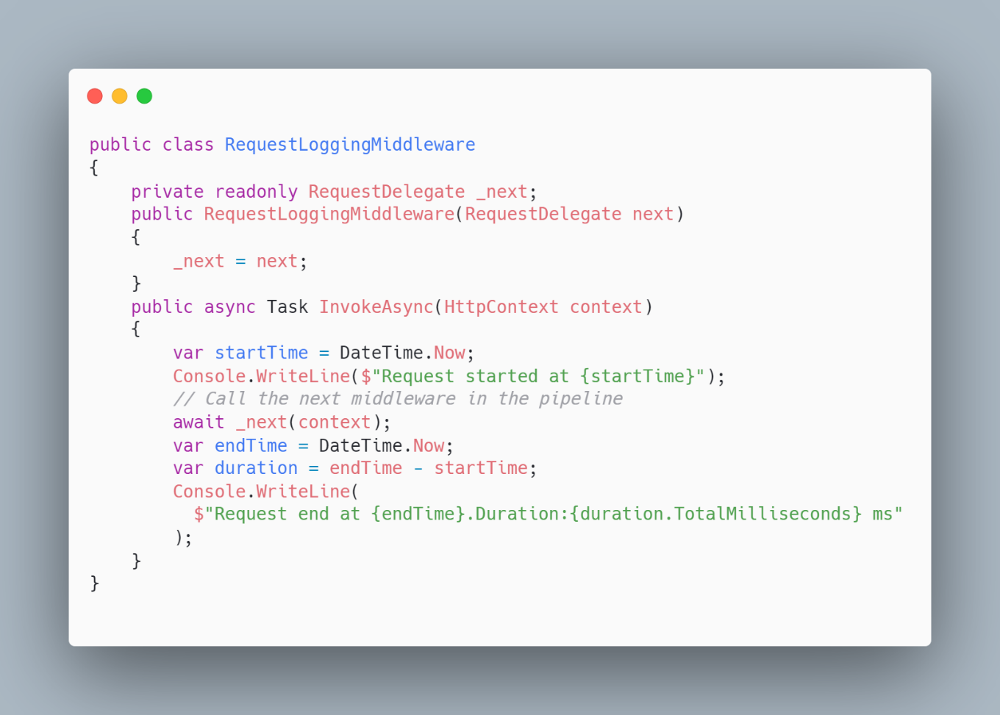 public class RequestLoggingMiddleware
{
    private readonly RequestDelegate _next;
    public RequestLoggingMiddleware(RequestDelegate next)
    {
        _next = next;
    }
    public async Task InvokeAsync(HttpContext context)
    {
        var startTime = DateTime.Now;
        Console.WriteLine($"Request started at {startTime}");
        // Call the next middleware in the pipeline
        await _next(context);
        var endTime = DateTime.Now;
        var duration = endTime - startTime;
        Console.WriteLine(
          $"Request end at {endTime}.Duration:{duration.TotalMilliseconds} ms"
        );
    }
}